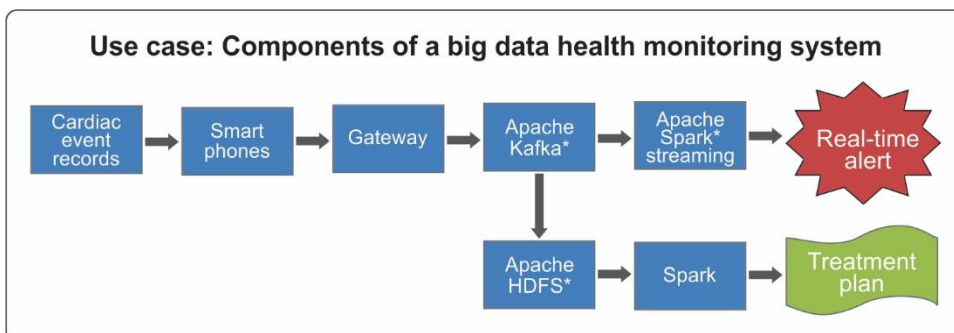 Use case: Components of a big data health monitoring system
Cardiac
event
records
Smart
phones
Gateway
Apache
Kafka*
Apache
Spark*
streaming
Real-time
alert
Apache
HDFS*
Spark
Treatment
plan